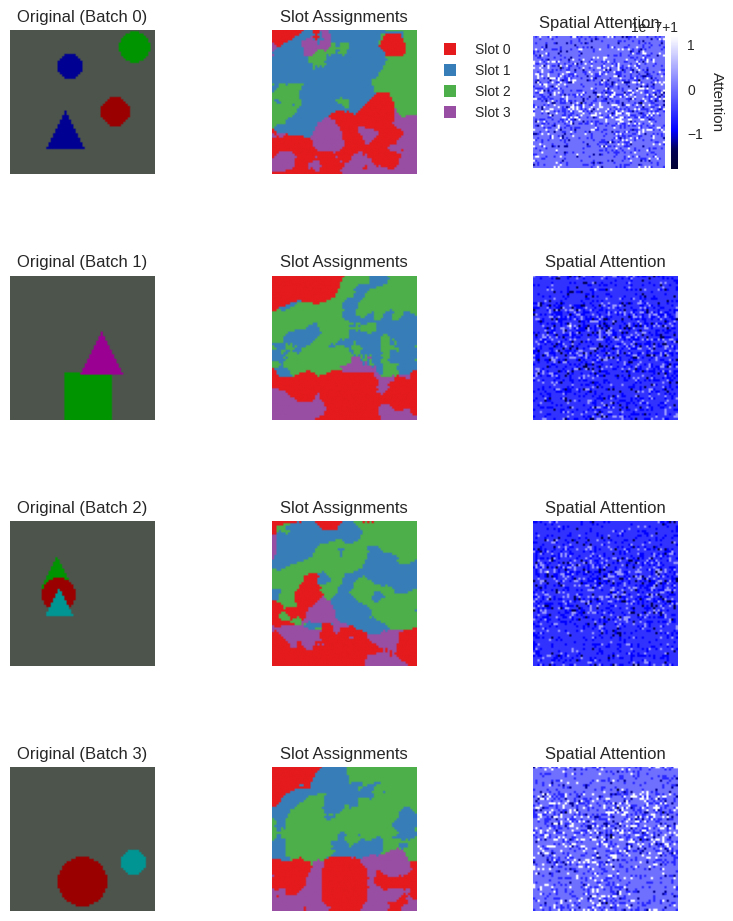 Original (Batch 0)
Slot Assignments
Slot 0
Slot 1
Slot 2
Slot 3
Spatial Attention
1e−7+1
1
0
−1
Attention
Original (Batch 1)
Slot Assignments
Spatial Attention
Original (Batch 2)
Slot Assignments
Spatial Attention
Original (Batch 3)
Slot Assignments
Spatial Attention